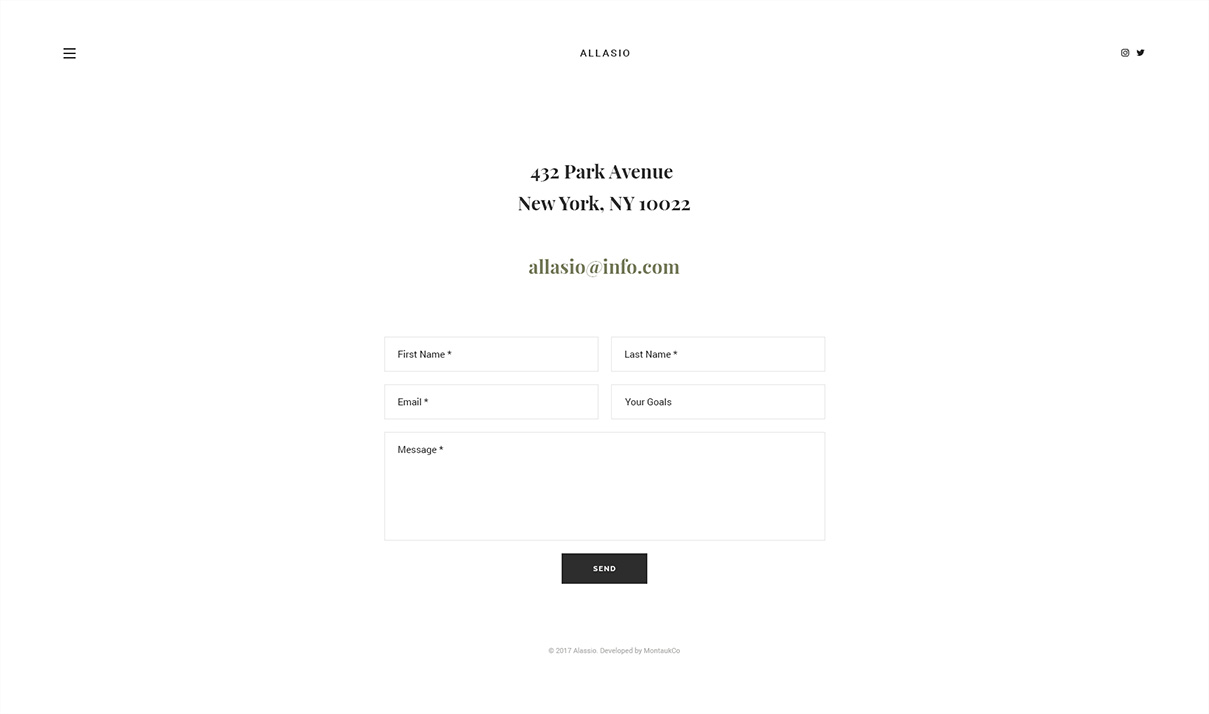 ALLASIO
432 Park Avenue
New York, NY 10022
allasio@info.com
First Name *
Last Name *
Email *
Your Goals
Message *
SEND
© 2017 Alassio. Developed by MontaukCo